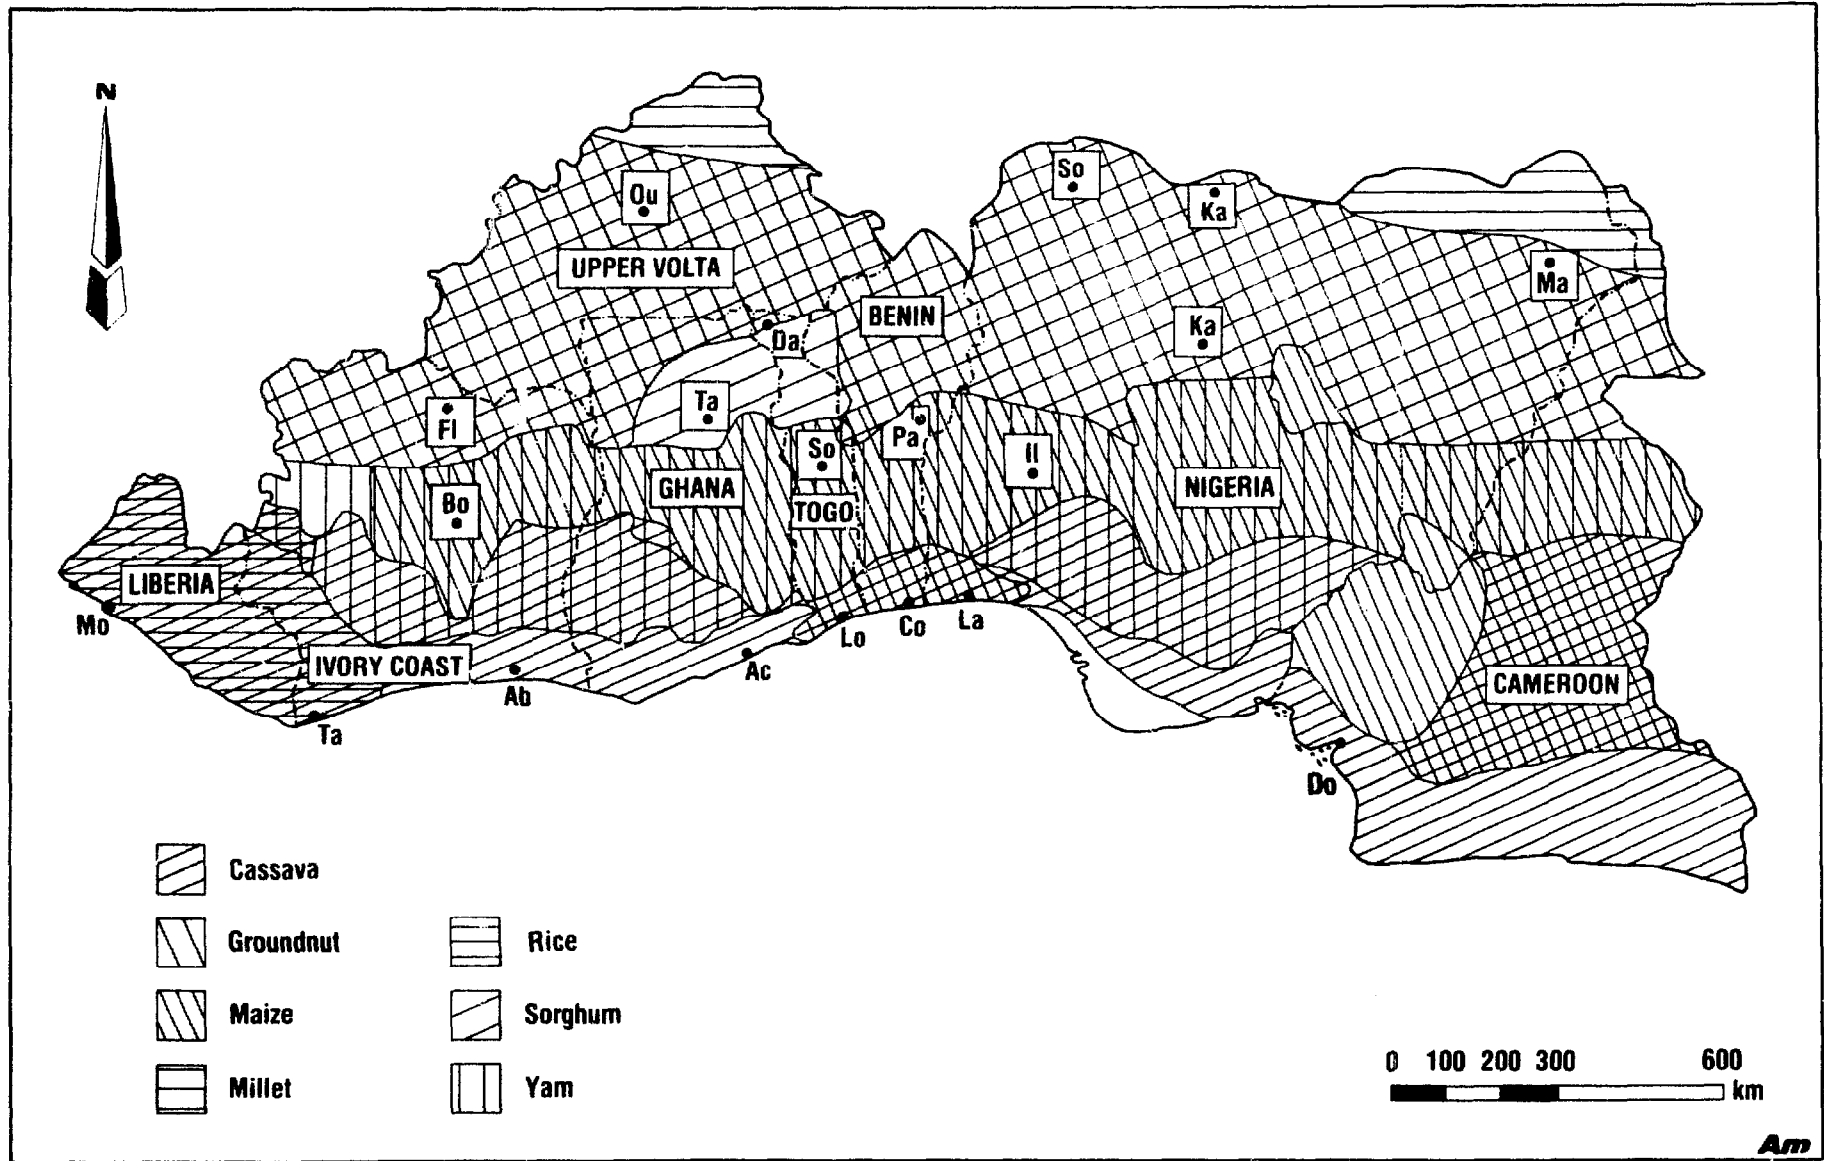 N
So
Ou
Ka
UPPER VOLTA
Ma
BENIN
Ka
Da
Ta
Fl
Pa
So
Il
GHANA
NIGERIA
Bo
TOGO
LIBERIA
Mo
Lo
Co
La
IVORY COAST
Ac
CAMEROON
Ab
Ta
Do
Cassava
Groundnut
Rice
Maize
Sorghum
Millet
Yam
0 100 200 300 600
km
Am